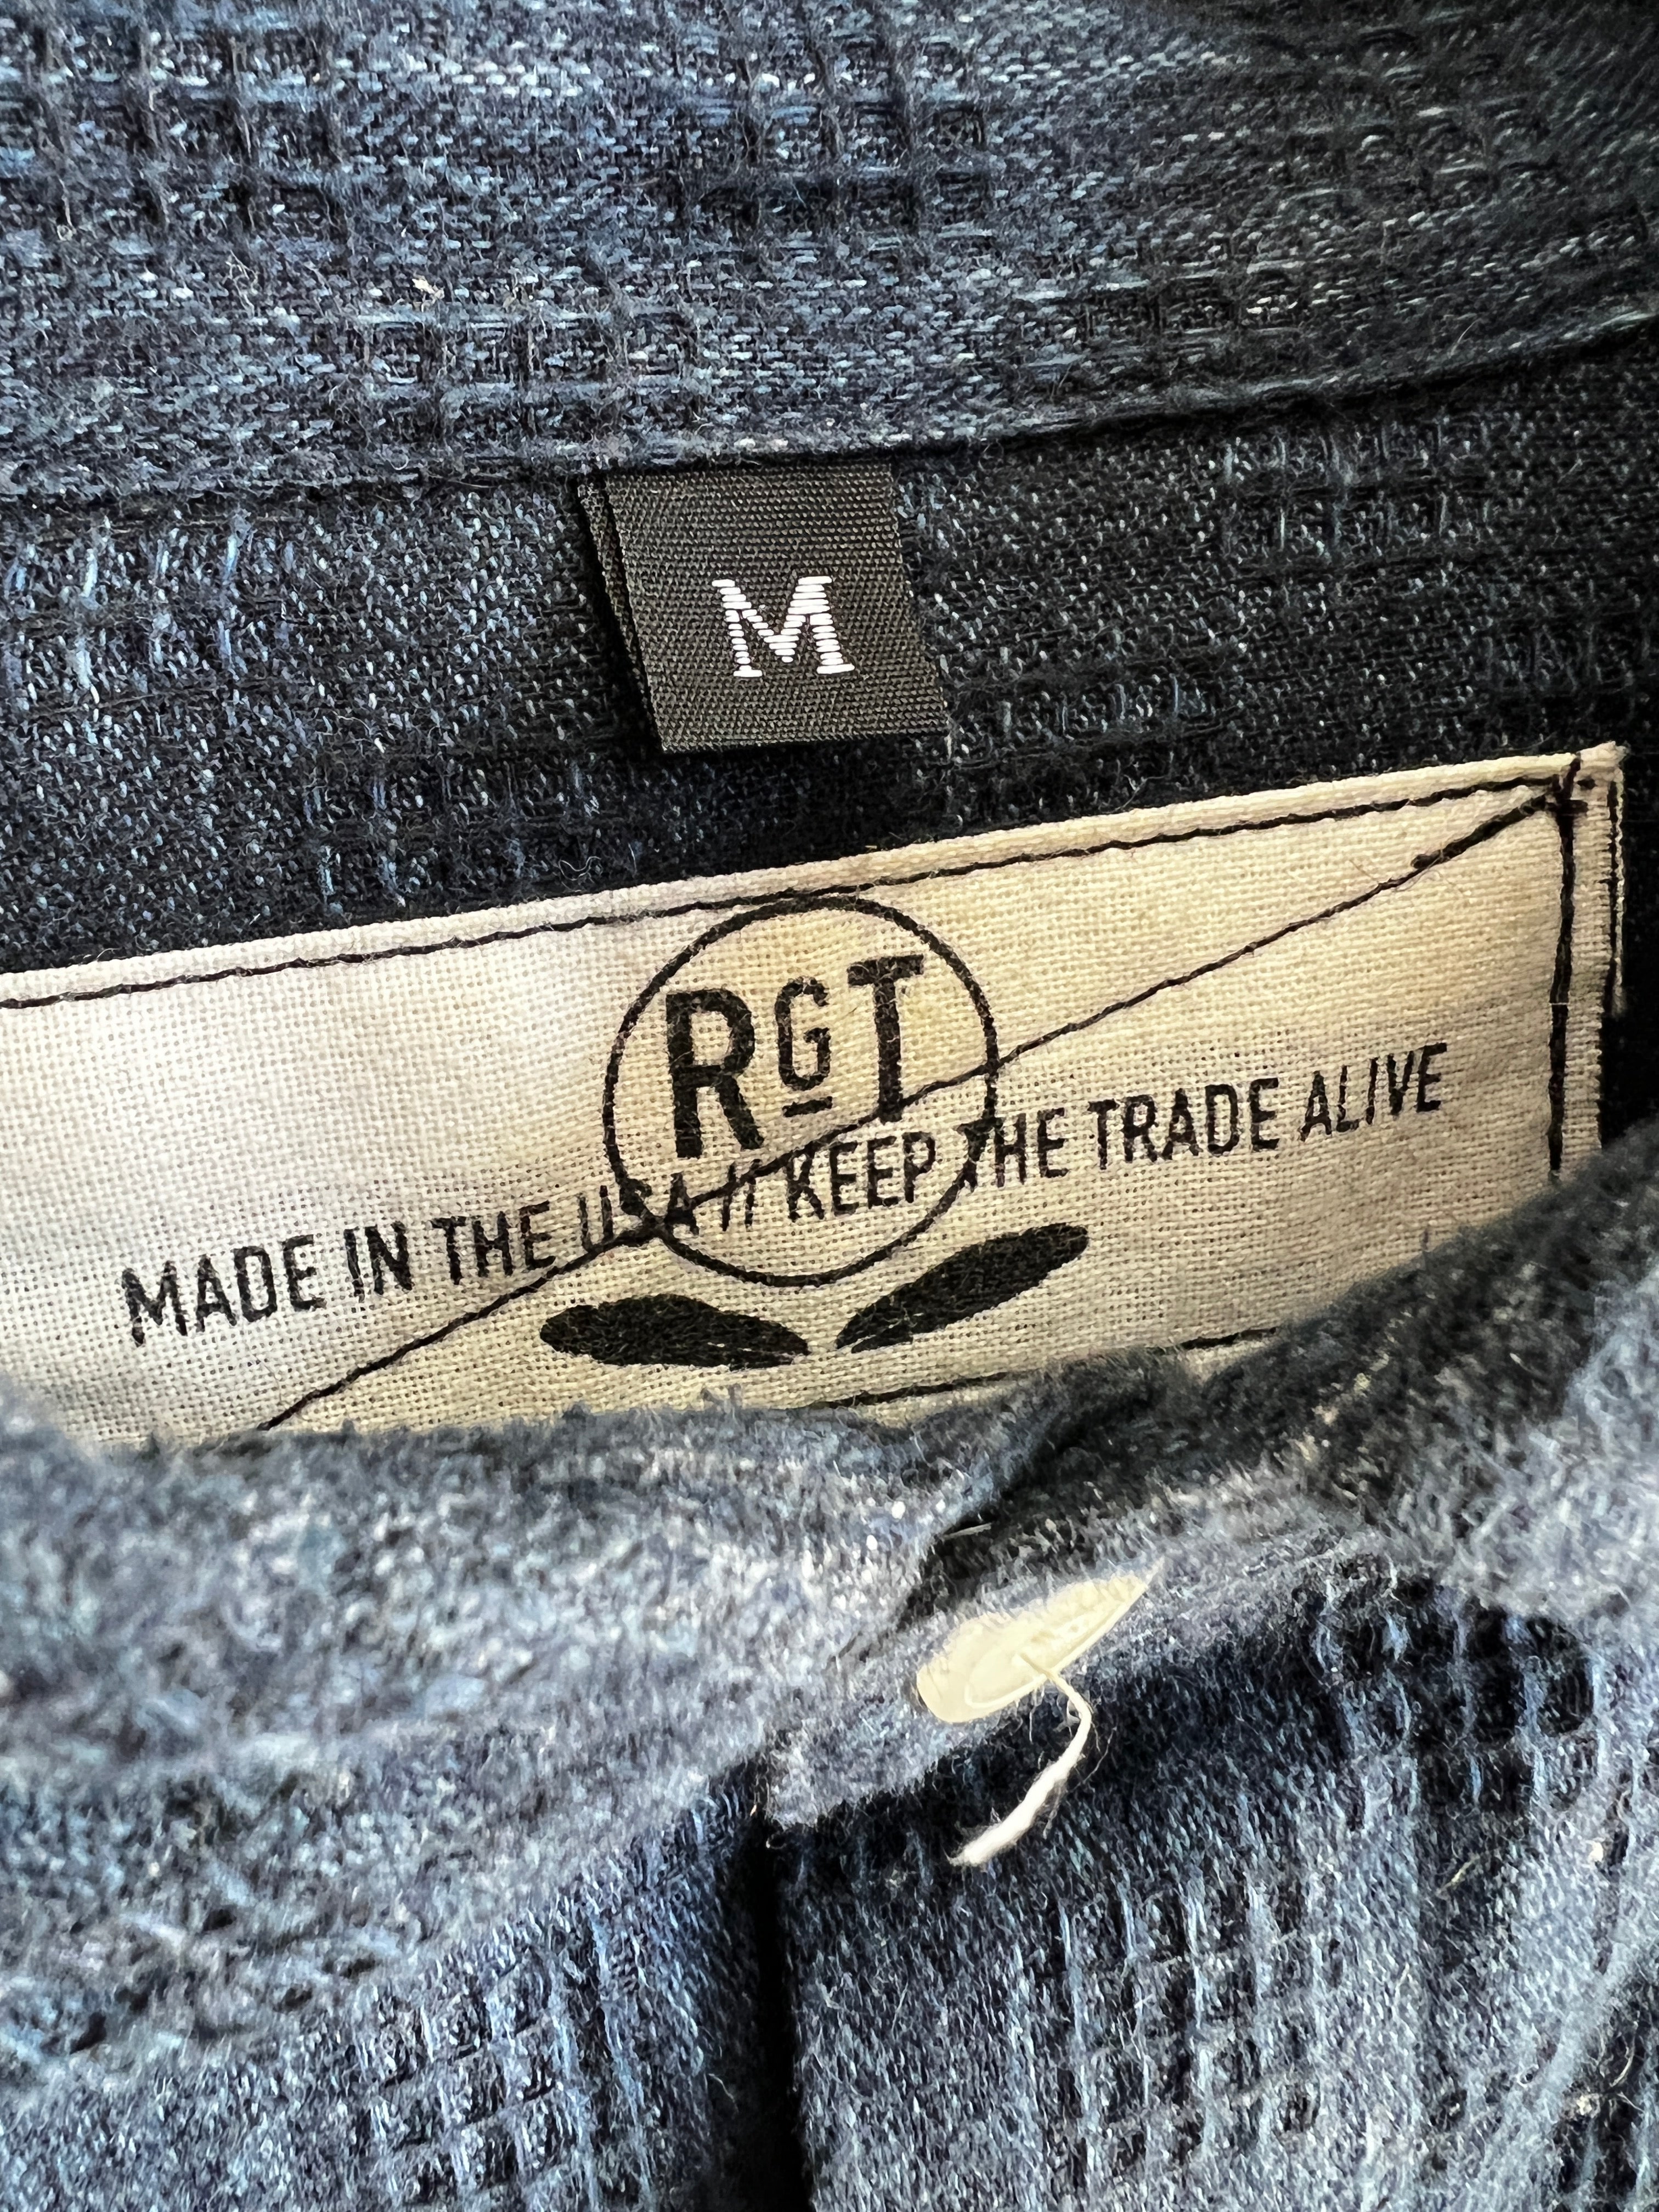 M
RGT
MADE IN THE USA // KEEP THE TRADE ALIVE